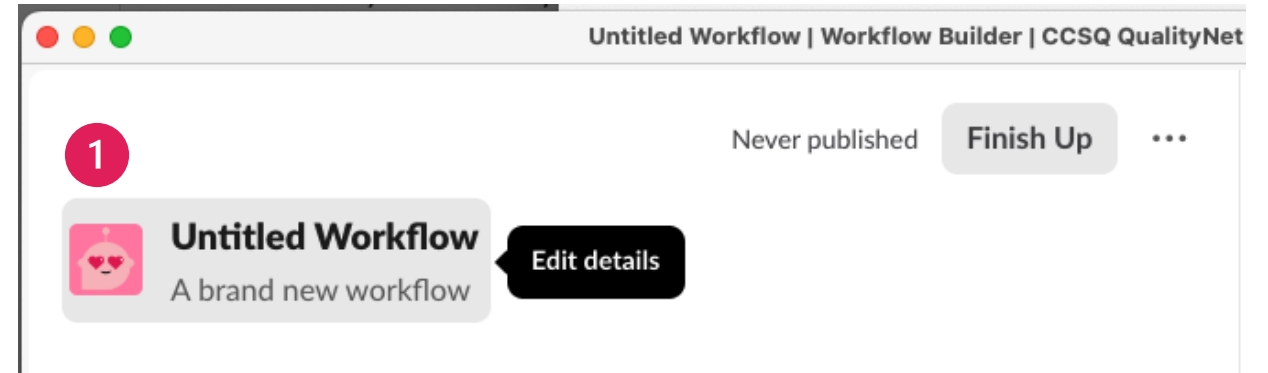 Untitled Workflow | Workflow Builder | CCSQ QualityNet
Never published
Finish Up
1
Untitled Workflow
A brand new workflow
Edit details